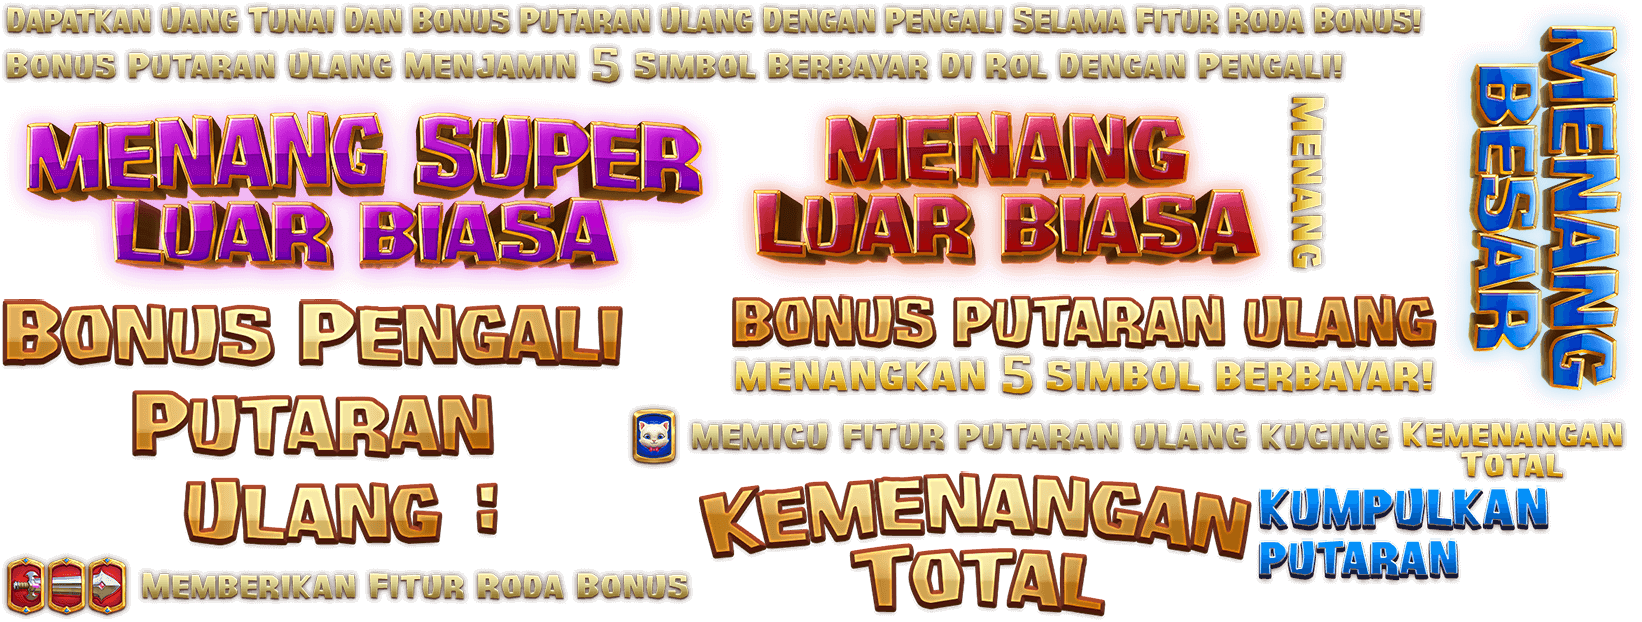 Dapatkan Uang Tunai Dan Bonus Putaran Ulang Dengan Pengali Selama Fitur Roda Bonus!
Bonus Putaran Ulang Menjamin 5 Simbol Berbayar Di Rol Dengan Pengali!
MENANG SUPER
LUAR BIASA
MENANG
LUAR BIASA
MENANG
MENANG
BESAR
Bonus Pengali
Putaran
Ulang :
BONUS PUTARAN ULANG
MENANGKAN 5 SIMBOL BERBAYAR!
MEMICU FITUR PUTARAN ULANG KUCING
Kemenangan
Total
Kemenangan
Total
KUMPULKAN
PUTARAN
Memberikan Fitur Roda Bonus